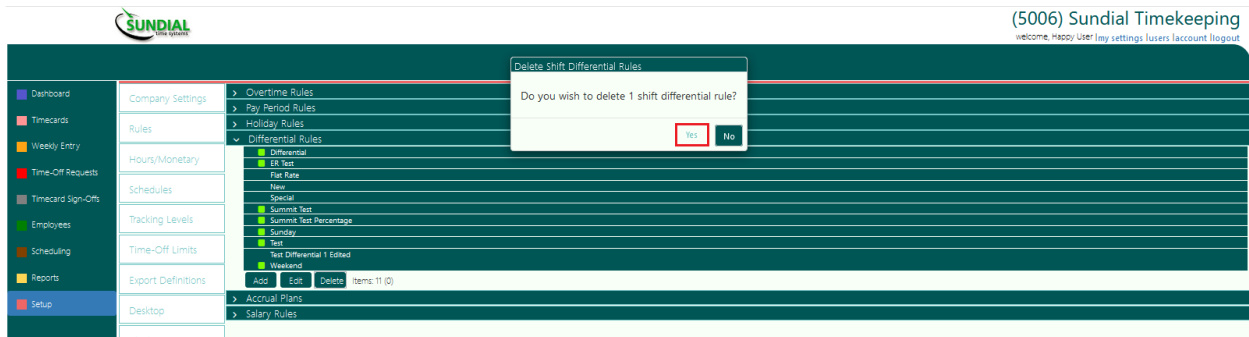 SUNDIAL
time systems
(5006) Sundial Timekeeping
welcome, Happy User |my settings |users |account |logout
Delete Shift Differential Rules
Do you wish to delete 1 shift differential rule?
Yes
No
Dashboard
Timecards
Weekly Entry
Time-Off Requests
Timecard Sign-Offs
Employees
Scheduling
Reports
Setup
Company Settings
Rules
Hours/Monetary
Schedules
Tracking Levels
Time-Off Limits
Export Definitions
Desktop
> Overtime Rules
> Pay Period Rules
> Holiday Rules
Differential Rules
Differential
ER Test
Flat Rate
New
Special
Summit Test
Summit Test Percentage
Sunday
Test
Test Differential 1 Edited
Weekend
Add Edit Delete Items: 11 (0)
> Accrual Plans
> Salary Rules